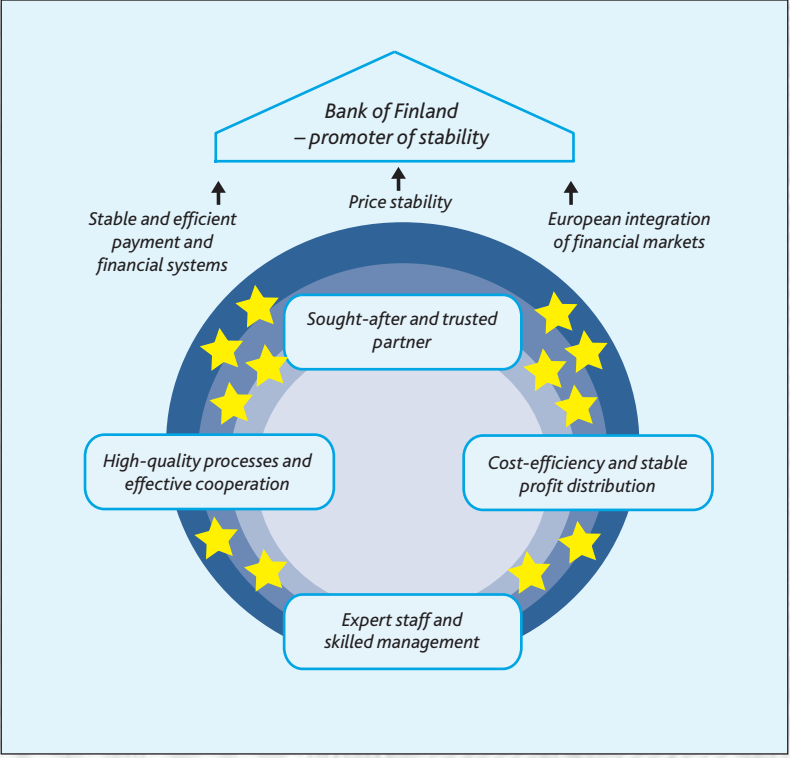 Bank of Finland
– promoter of stability
Stable and efficient
payment and
financial systems
Price stability
European integration
of financial markets
Sought-after and trusted
partner
High-quality processes and
effective cooperation
Cost-efficiency and stable
profit distribution
Expert staff and
skilled management